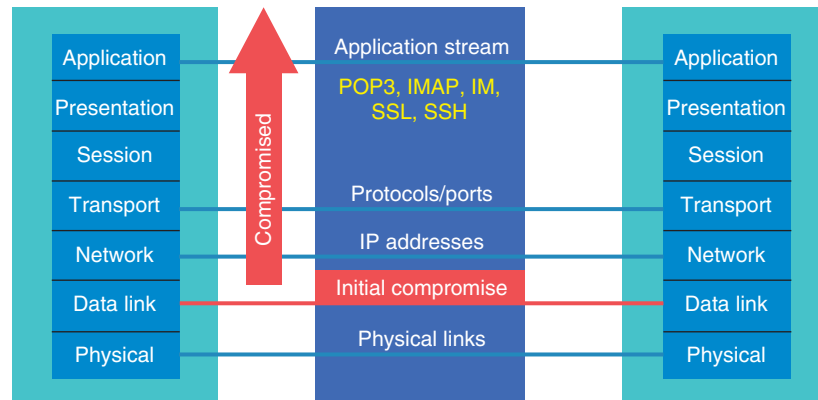 Application
Presentation
Session
Transport
Network
Data link
Physical
Compromised
Application stream
POP3, IMAP, IM,
SSL, SSH
Protocols/ports
IP addresses
Initial compromise
Physical links
Application
Presentation
Session
Transport
Network
Data link
Physical